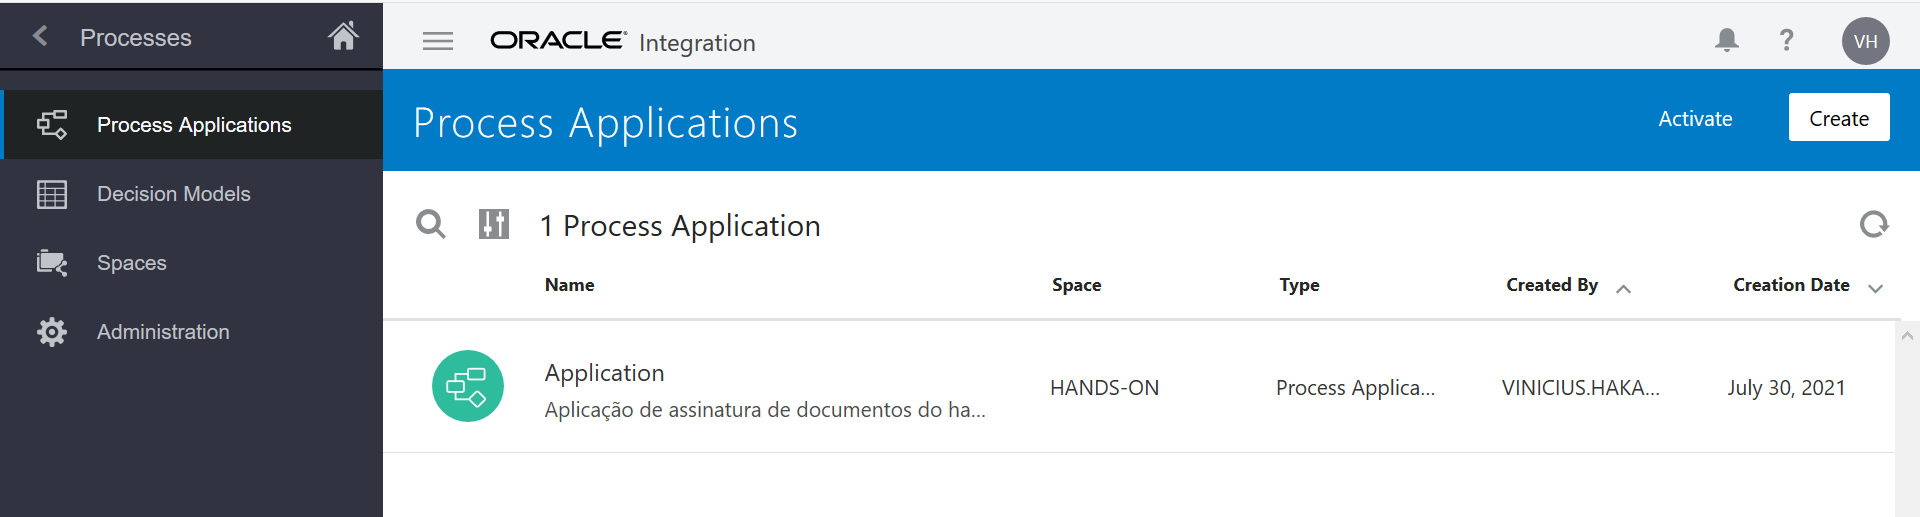 Processes
Process Applications
Decision Models
Spaces
Administration
ORACLE® Integration
?
VH
Process Applications
Activate
Create
1 Process Application
Name Space Type Created By Creation Date
Application
Aplicação de assinatura de documentos do ha...
HANDS-ON
Process Applica...
VINICIUS.HAKA...
July 30, 2021